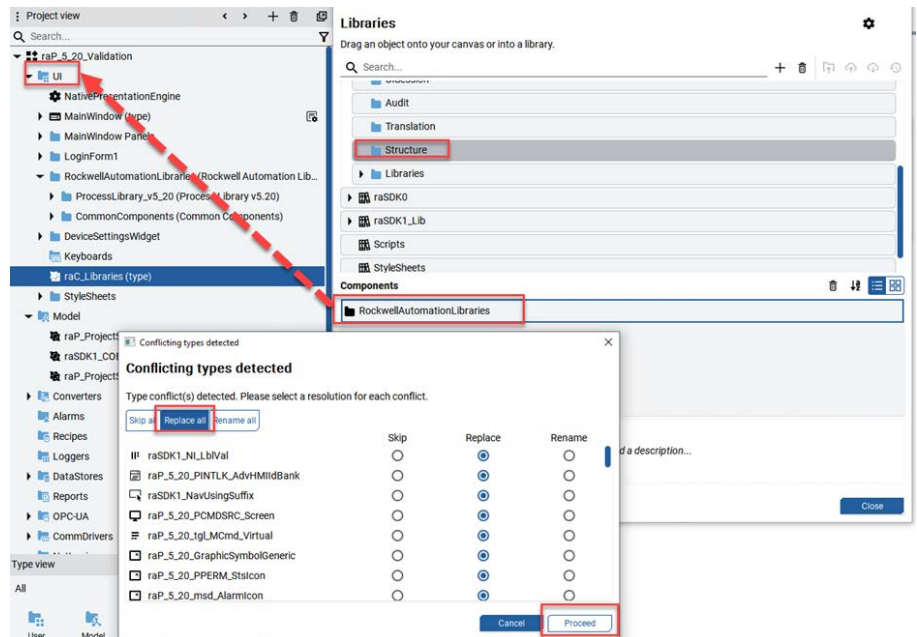 Project view
Search...
raP_5_20_Validation
UI
NativePresentationEngine
MainWindow (type)
MainWindow
LoginForm1
RockwellAutomationLibraries (Rockwell Automation Lib...
ProcessLibrary_v5_20 (Process Library v5.20)
CommonComponents (Common Components)
DeviceSettingsWidget
Keyboards
raC_Libraries (type)
StyleSheets
Model
Converters
Alarms
Recipes
Loggers
DataStores
Reports
OPC-UA
CommDrivers
Type view
All
User
Model
Libraries
Drag an object onto your canvas or into a library.
Search...
Audit
Translation
Structure
Libraries
raSDK0
raSDK1_Lib
Scripts
StyleSheets
Components
RockwellAutomationLibraries
d a description...
Close
Conflicting types detected
Conflicting types detected
Type conflict(s) detected. Please select a resolution for each conflict.
Skip al
Replace all
Rename all
Skip Replace Rename
raSDK1_NI_LblVal
raP_5_20_PINTLK_AdvHMIIdBank
raSDK1_NavUsingSuffix
raP_5_20_PCMDSRC_Screen
raP_5_20_tgl_MCmd_Virtual
raP_5_20_GraphicSymbolGeneric
raP_5_20_PPERM_StsIcon
raP_5_20_msd_AlarmIcon
Cancel
Proceed